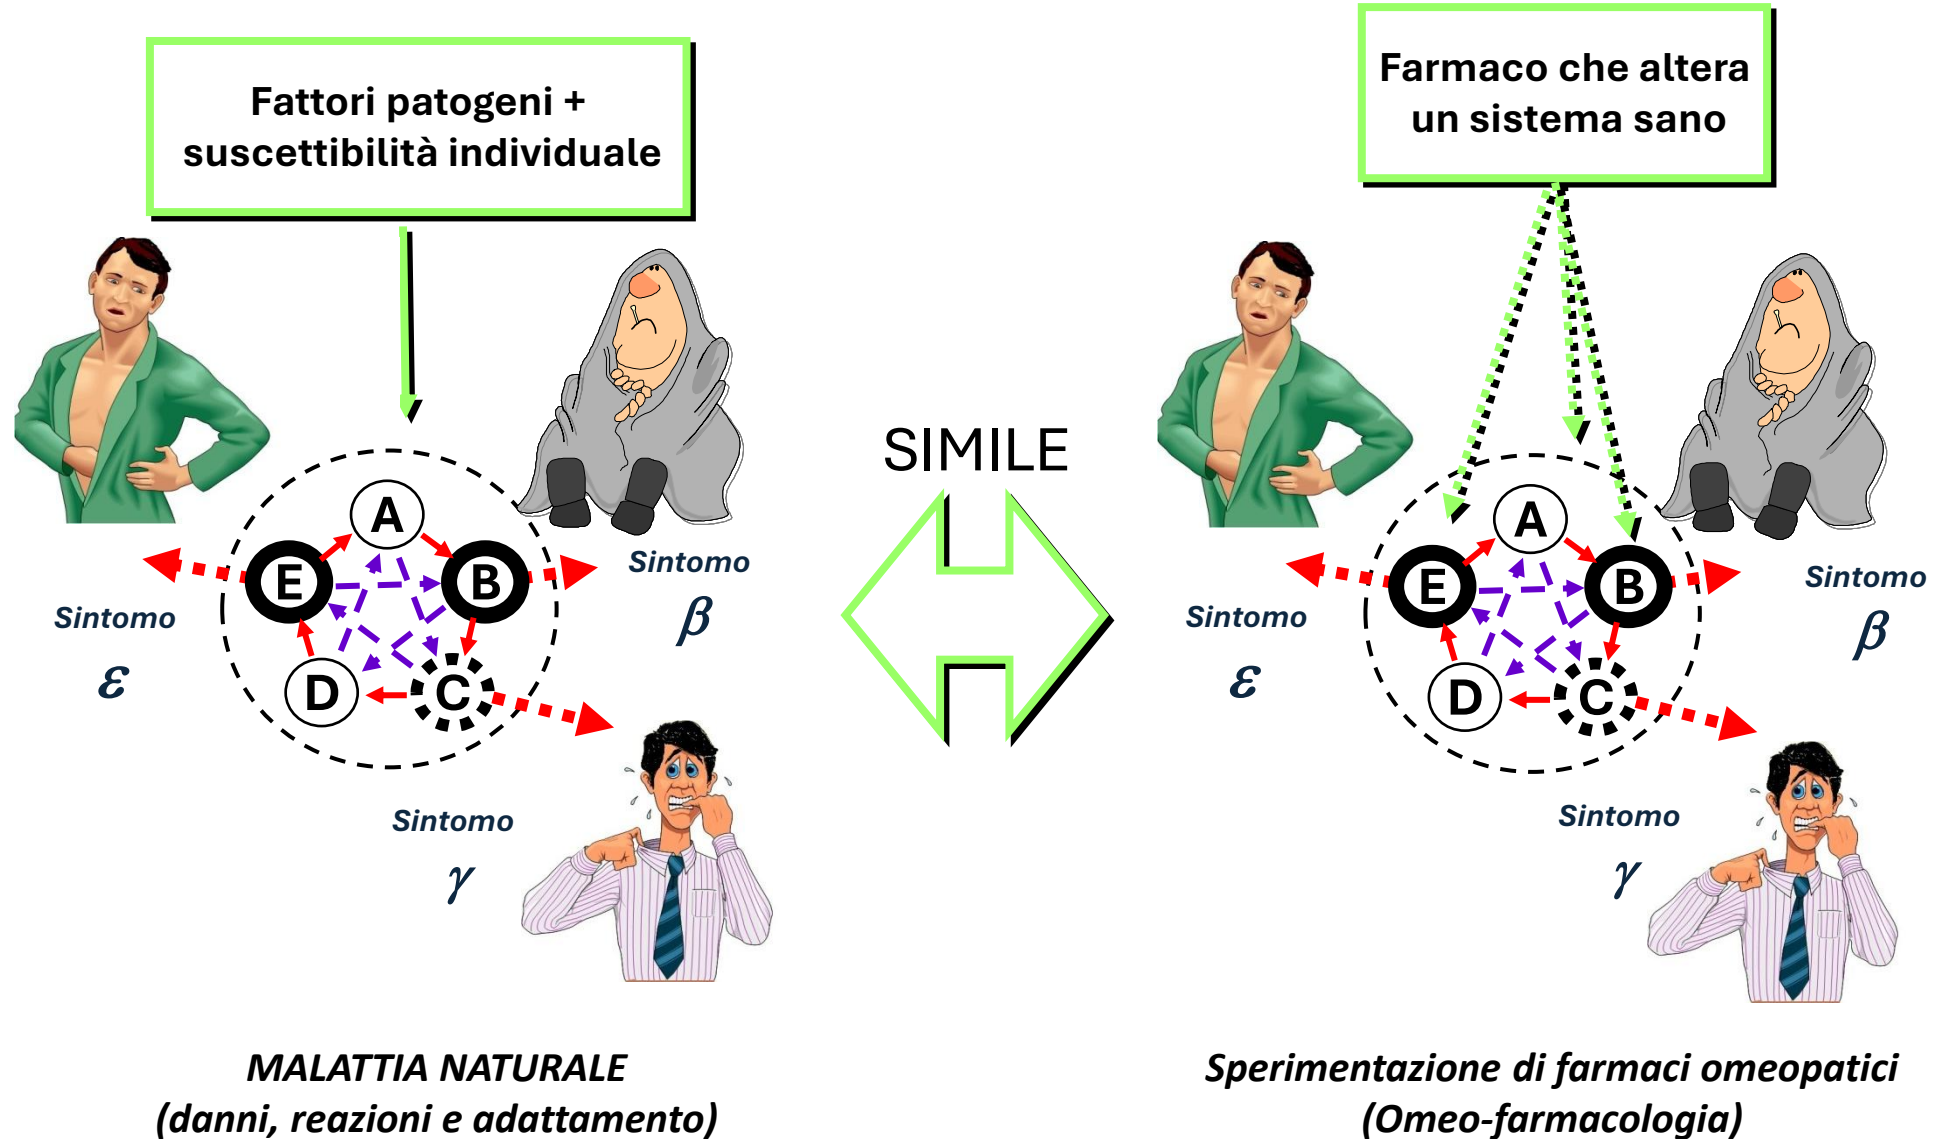 Fattori patogeni +
suscettibilità individuale
Sintomo
ε
Sintomo
β
Sintomo
γ
A
B
C
D
E
MALATTIA NATURALE
(danni, reazioni e adattamento)
SIMILE
Farmaco che altera
un sistema sano
Sintomo
ε
Sintomo
β
Sintomo
γ
A
B
C
D
E
Sperimentazione di farmaci omeopatici
(Omeo-farmacologia)